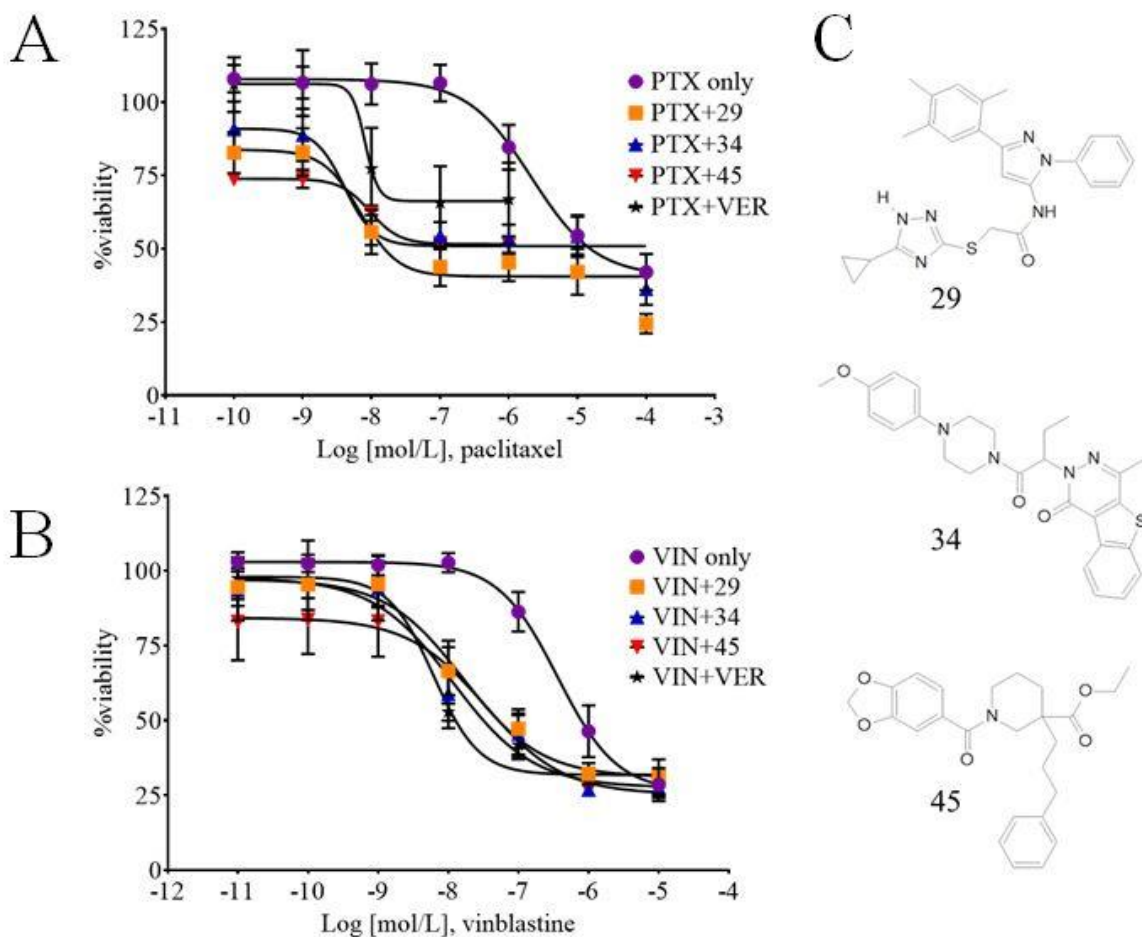 A
125
100
75
50
25
0
%viability
-11 -10 -9 -8 -7 -6 -5 -4 -3
Log [mol/L], paclitaxel
PTX only
PTX+29
PTX+34
PTX+45
PTX+VER
B
125
100
75
50
25
0
%viability
-12 -11 -10 -9 -8 -7 -6 -5 -4
Log [mol/L], vinblastine
VIN only
VIN+29
VIN+34
VIN+45
VIN+VER
C
N
N
H
N
N
NH
N
S
O
29
O
N
N
N
N
O
O
S
34
O
O
N
O
O
O
45